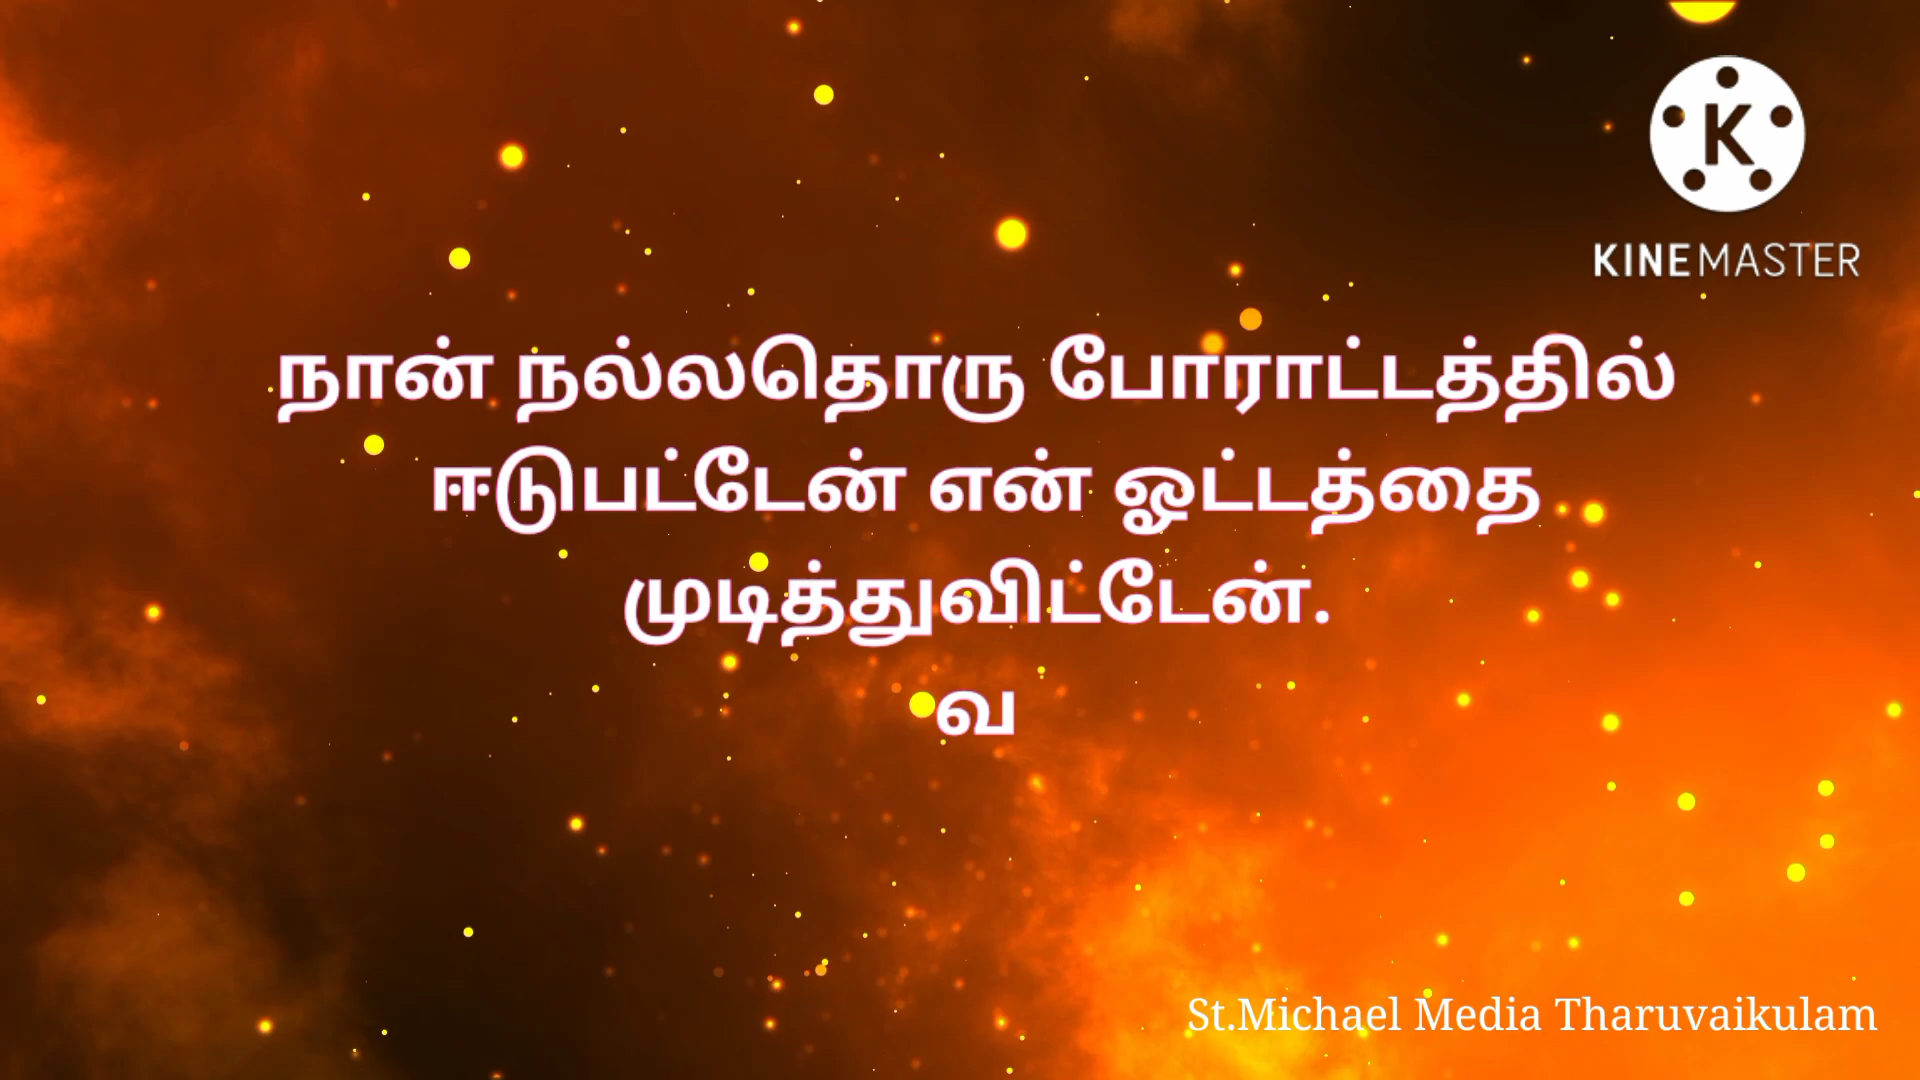 K
KINEMASTER
நான் நல்லதொரு போராட்டத்தில்
ஈடுபட்டேன் என் ஓட்டத்தை
முடித்துவிட்டேன்.
வ
St.Michael Media Tharuvaikulam